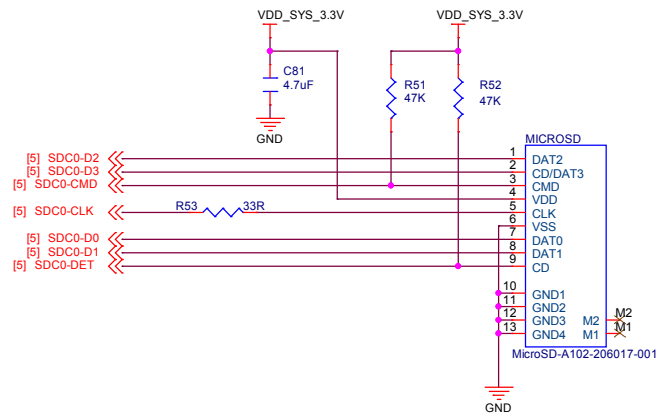 VDD_SYS_3.3V VDD_SYS_3.3V
C81
4.7uF
R51
47K
R52
47K
GND
MICROSD
[5] SDC0-D2 1 DAT2
[5] SDC0-D3 2 CD/DAT3
[5] SDC0-CMD 3 CMD
4 VDD
[5] SDC0-CLK R53 33R 5 CLK
6 VSS
[5] SDC0-D0 7 DAT0
[5] SDC0-D1 8 DAT1
[5] SDC0-DET 9 CD
10 GND1
11 GND2
12 GND3 M2 M2
13 GND4 M1 M1
MicroSD-A102-206017-001
GND